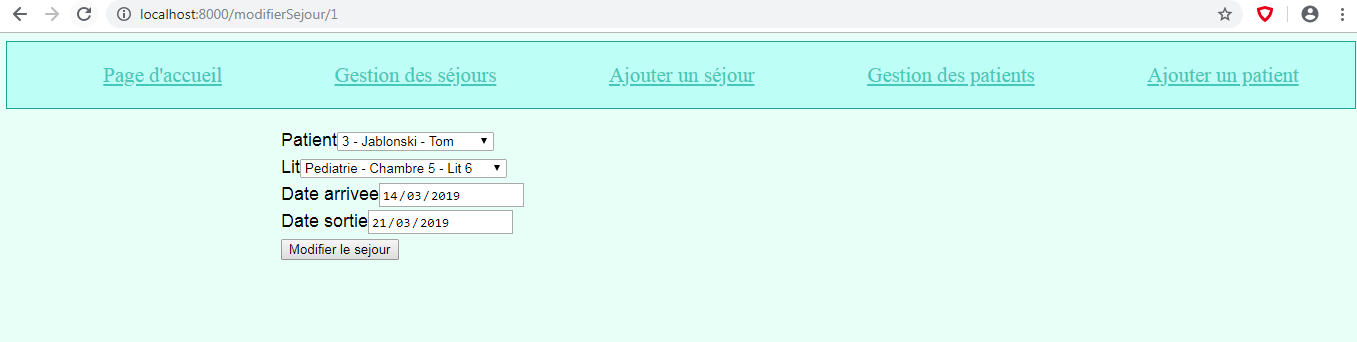 localhost:8000/modifierSejour/1
Page d'accueil Gestion des séjours Ajouter un séjour Gestion des patients Ajouter un patient
Patient 3 - Jablonski - Tom
Lit Pediatrie - Chambre 5 - Lit 6
Date arrivee 14/03/2019
Date sortie 21/03/2019
Modifier le sejour